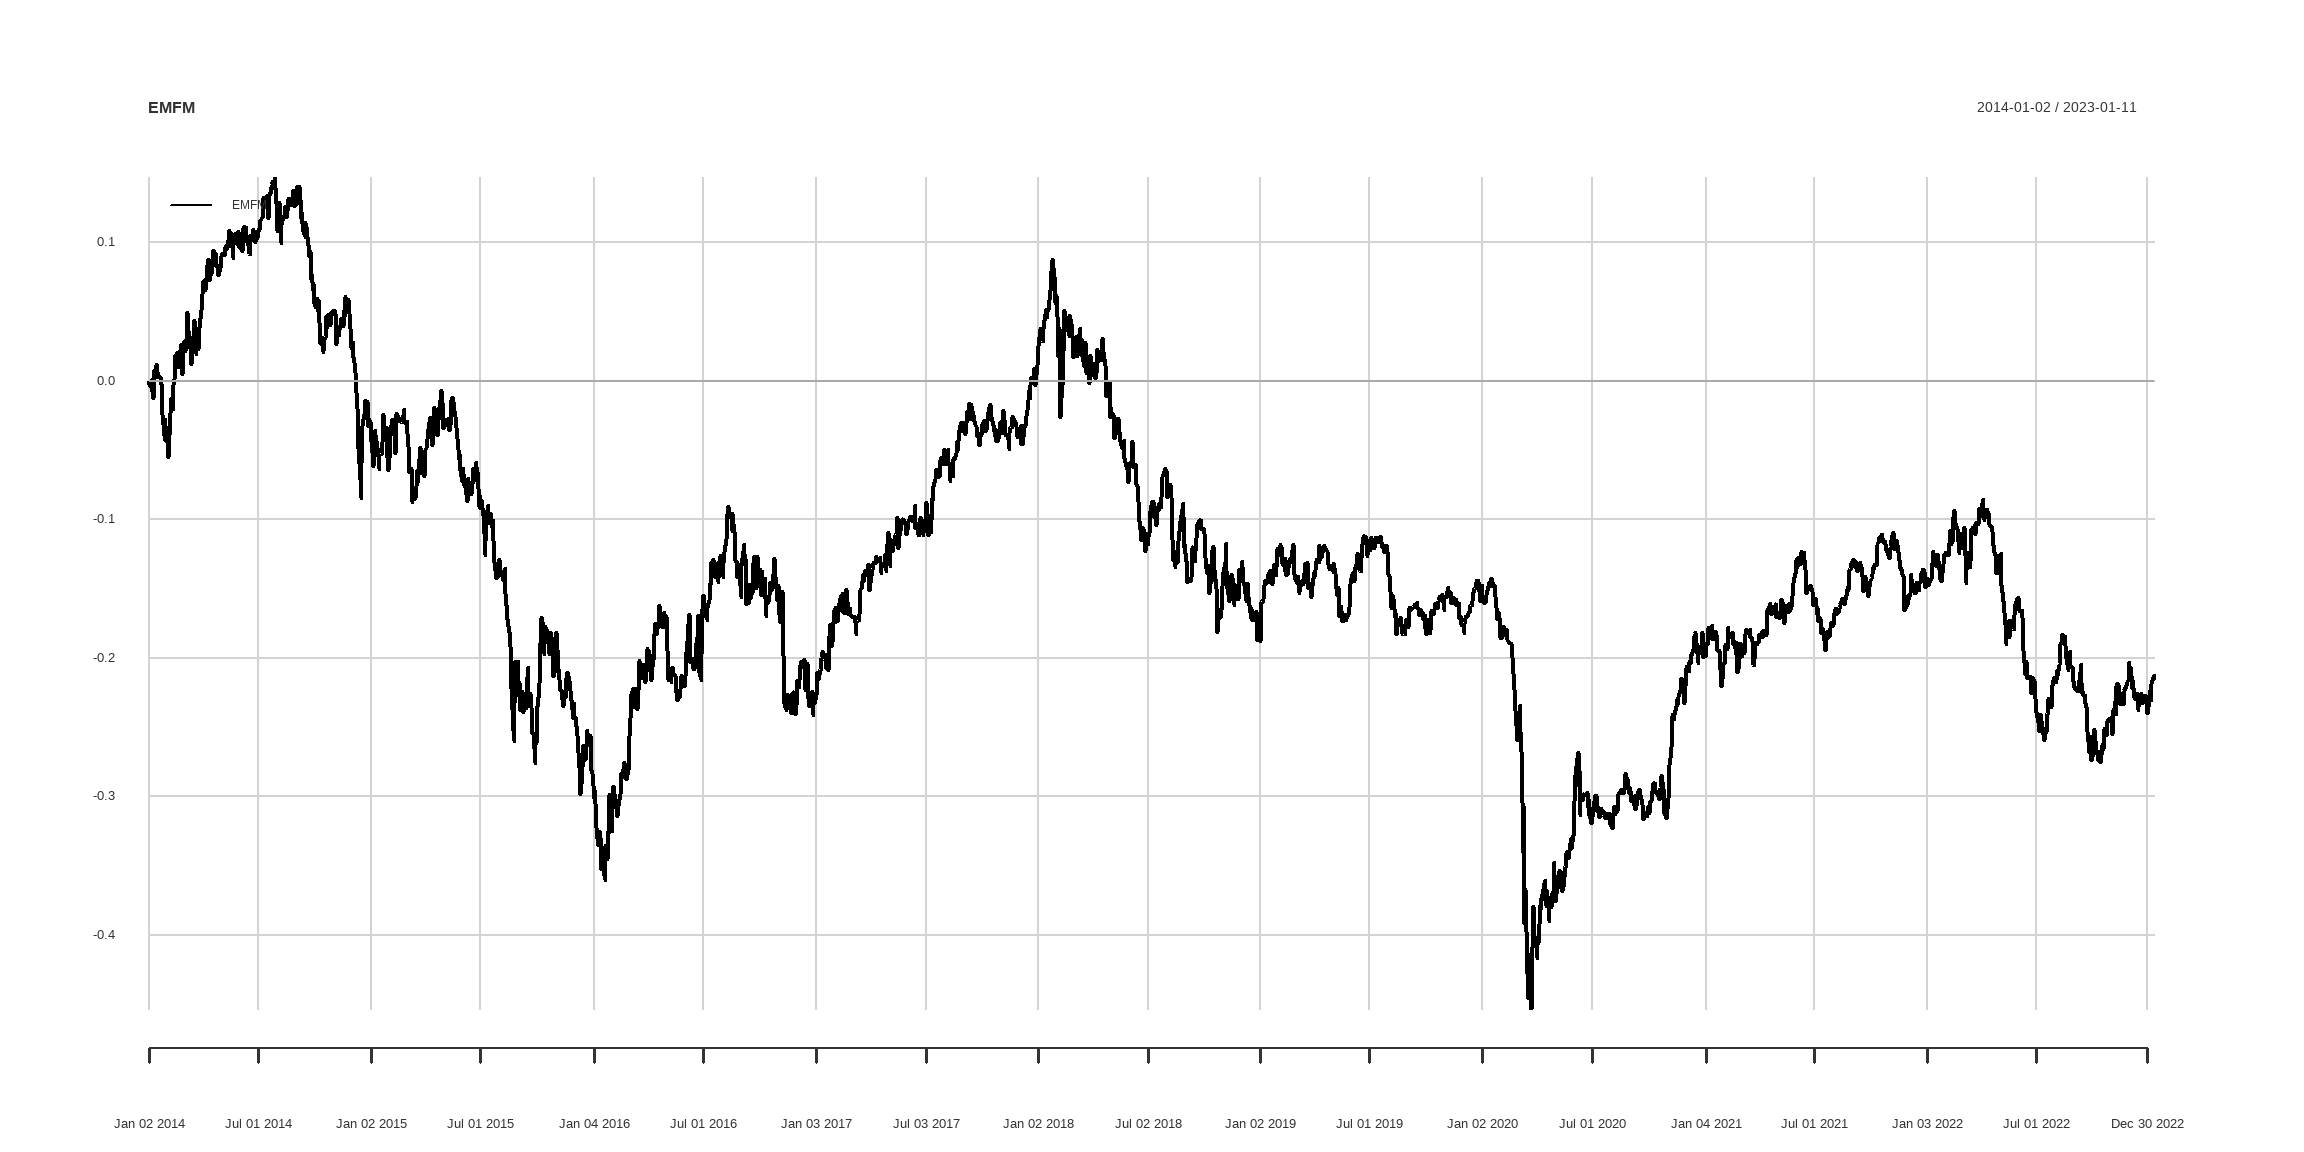 EMFM
2014-01-02 / 2023-01-11
EMFM
0.1
0.0
-0.1
-0.2
-0.3
-0.4
Jan 02 2014
Jul 01 2014
Jan 02 2015
Jul 01 2015
Jan 04 2016
Jul 01 2016
Jan 03 2017
Jul 03 2017
Jan 02 2018
Jul 02 2018
Jan 02 2019
Jul 01 2019
Jan 02 2020
Jul 01 2020
Jan 04 2021
Jul 01 2021
Jan 03 2022
Jul 01 2022
Dec 30 2022